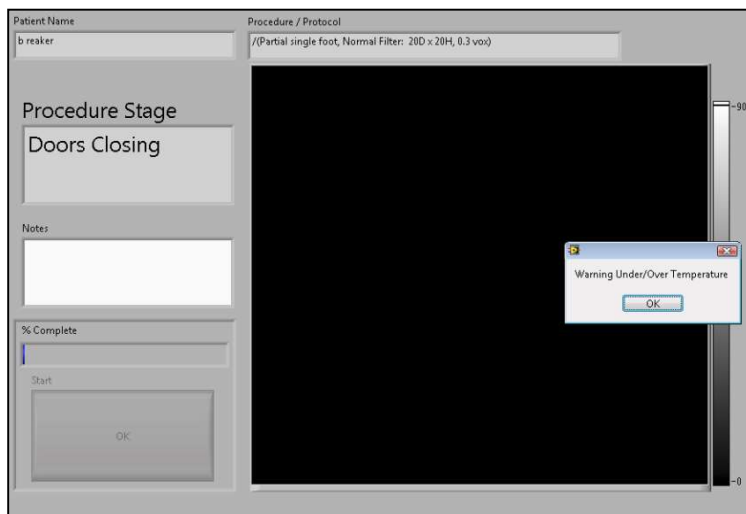 Patient Name
b reaker
Procedure / Protocol
/(Partial single foot, Normal Filter:  20D x 20H, 0.3 vox)
Procedure Stage
Doors Closing
Notes
% Complete
Start
OK
Warning Under/Over Temperature
OK
-90
-0